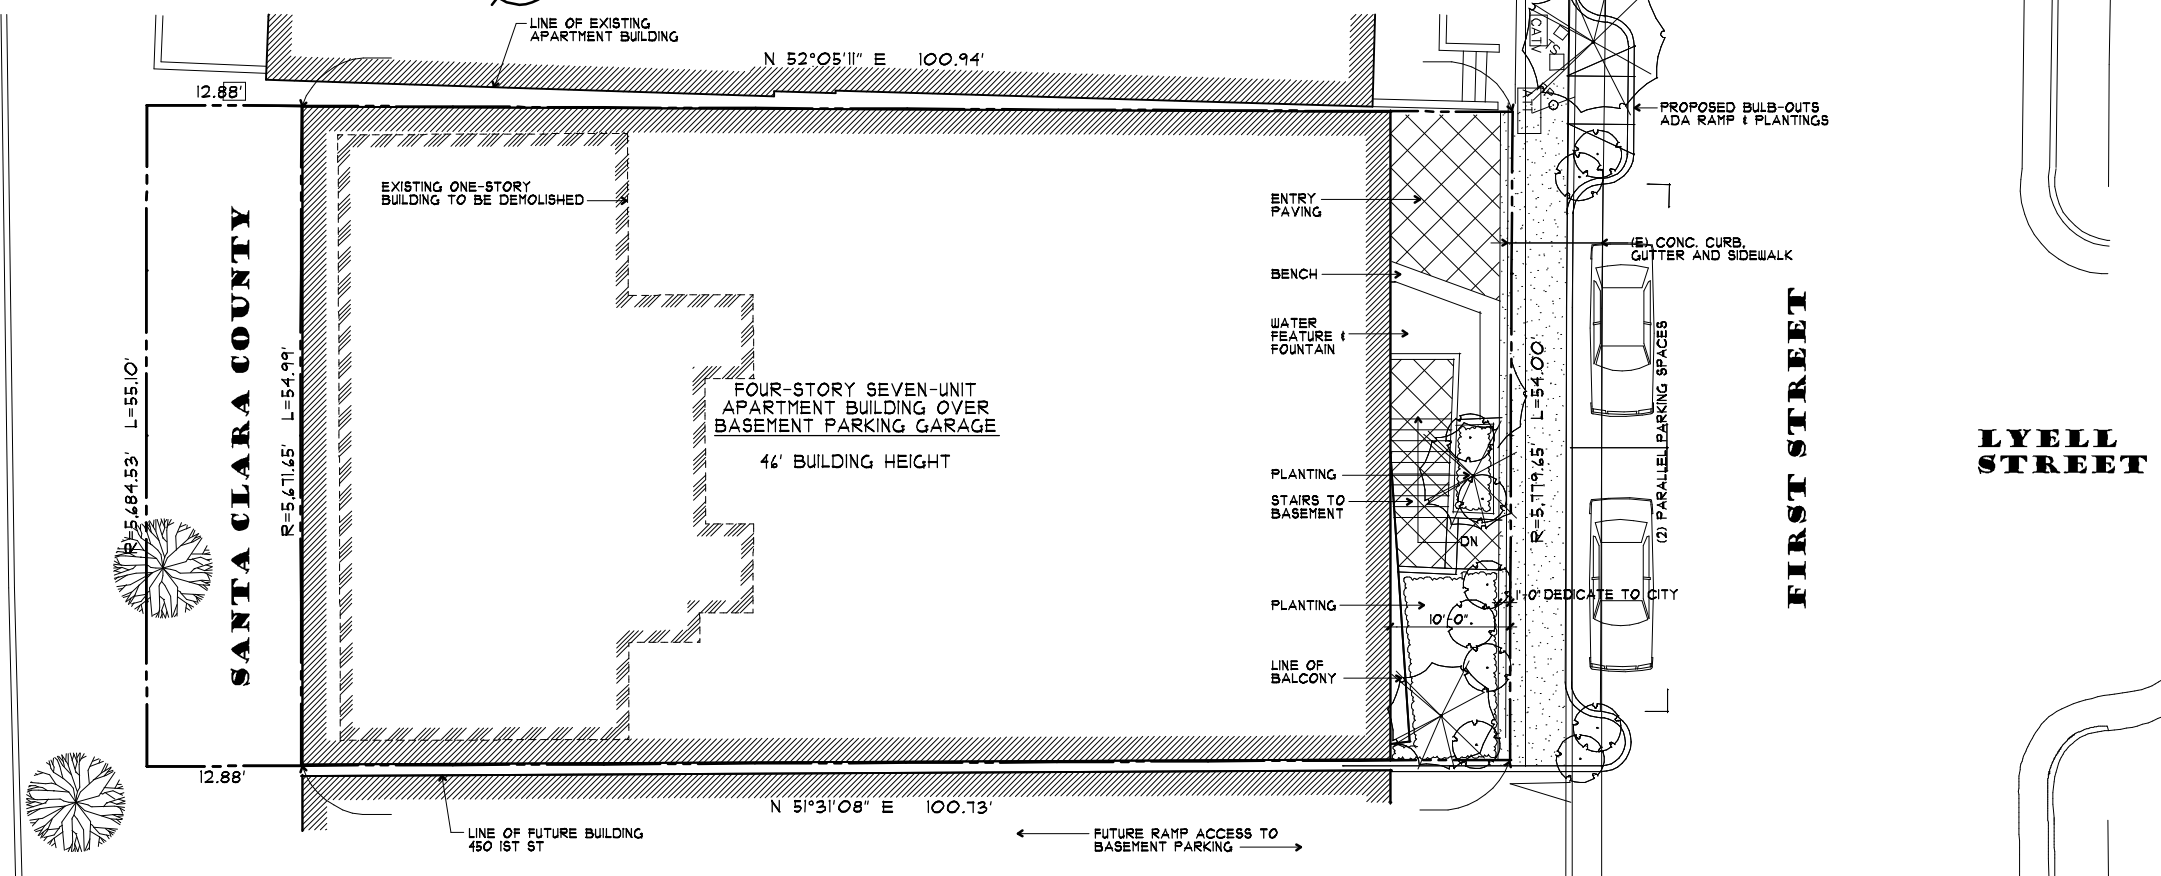 LINE OF EXISTING
APARTMENT BUILDING
N 52°05'11" E 100.94'
CATV
12.88'
PROPOSED BULB-OUTS
ADA RAMP & PLANTINGS
EXISTING ONE-STORY
BUILDING TO BE DEMOLISHED
ENTRY
PAVING
(E) CONC. CURB,
GUTTER AND SIDEWALK
BENCH
WATER
FEATURE &
FOUNTAIN
SANTA CLARA COUNTY
R=5,684.53' L=55.10'
R=5,671.65' L=54.99'
FOUR-STORY SEVEN-UNIT
APARTMENT BUILDING OVER
BASEMENT PARKING GARAGE
46' BUILDING HEIGHT
R=5,779.65' L=54.00'
(2) PARALLEL PARKING SPACES
FIRST STREET
LYELL
STREET
PLANTING
STAIRS TO
BASEMENT
DN
1'-0" DEDICATE TO CITY
PLANTING
10'-0"
LINE OF
BALCONY
12.88'
N 51°31'08" E 100.73'
LINE OF FUTURE BUILDING
450 1ST ST
FUTURE RAMP ACCESS TO
BASEMENT PARKING